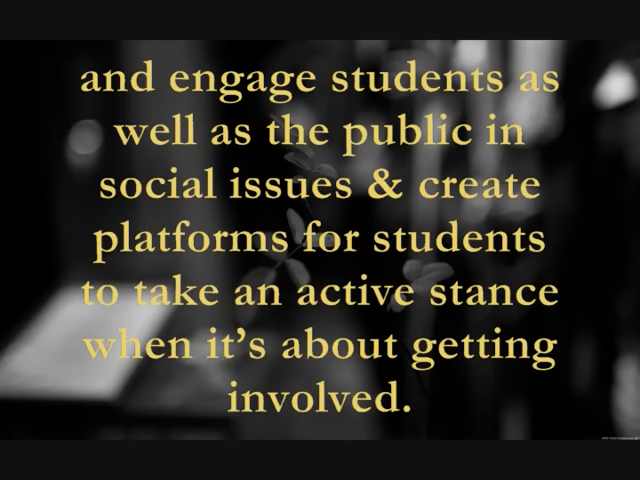 and engage students as
well as the public in
social issues & create
platforms for students
to take an active stance
when it’s about getting
involved.